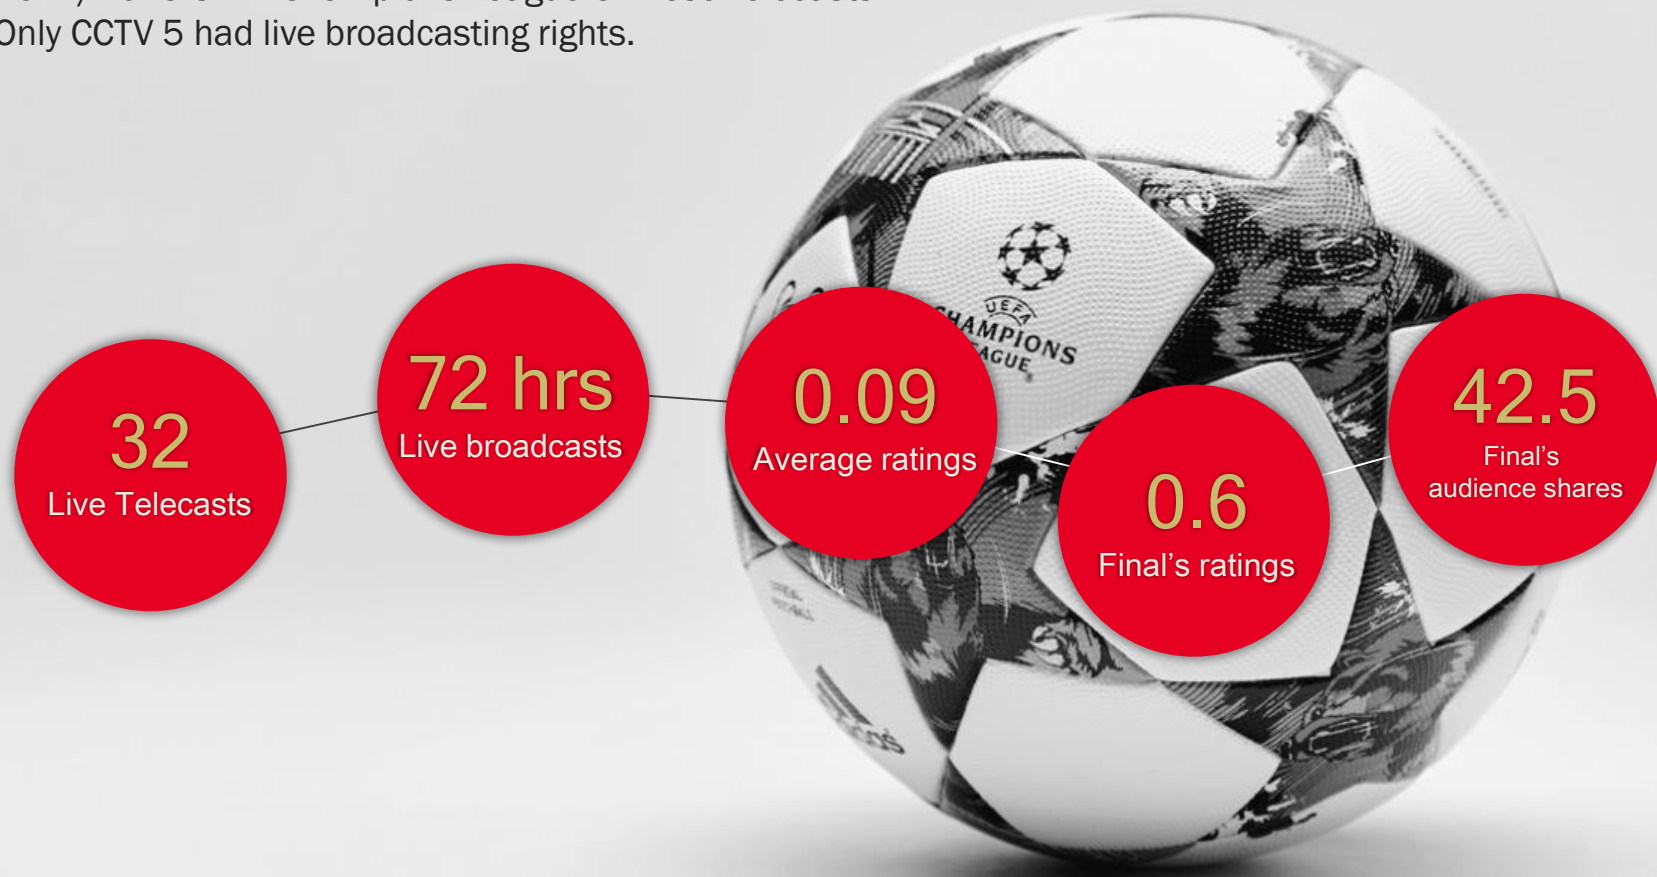 Only CCTV 5 had live broadcasting rights.
32
Live Telecasts
72 hrs
Live broadcasts
0.09
Average ratings
0.6
Final's ratings
42.5
Final's
audience shares
UEFA
CHAMPIONS